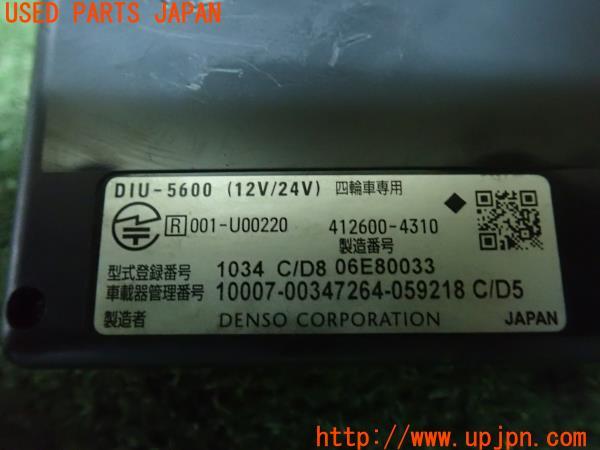 USED PARTS JAPAN
DIU-5600 (12V/24V) 四輪車専用
R 001-U00220 412600-4310
製造番号
型式登録番号 1034 C/D8 06E80033
車載器管理番号 10007-00347264-059218 C/D5
製造者 DENSO CORPORATION JAPAN
http://www.upjpn.com/